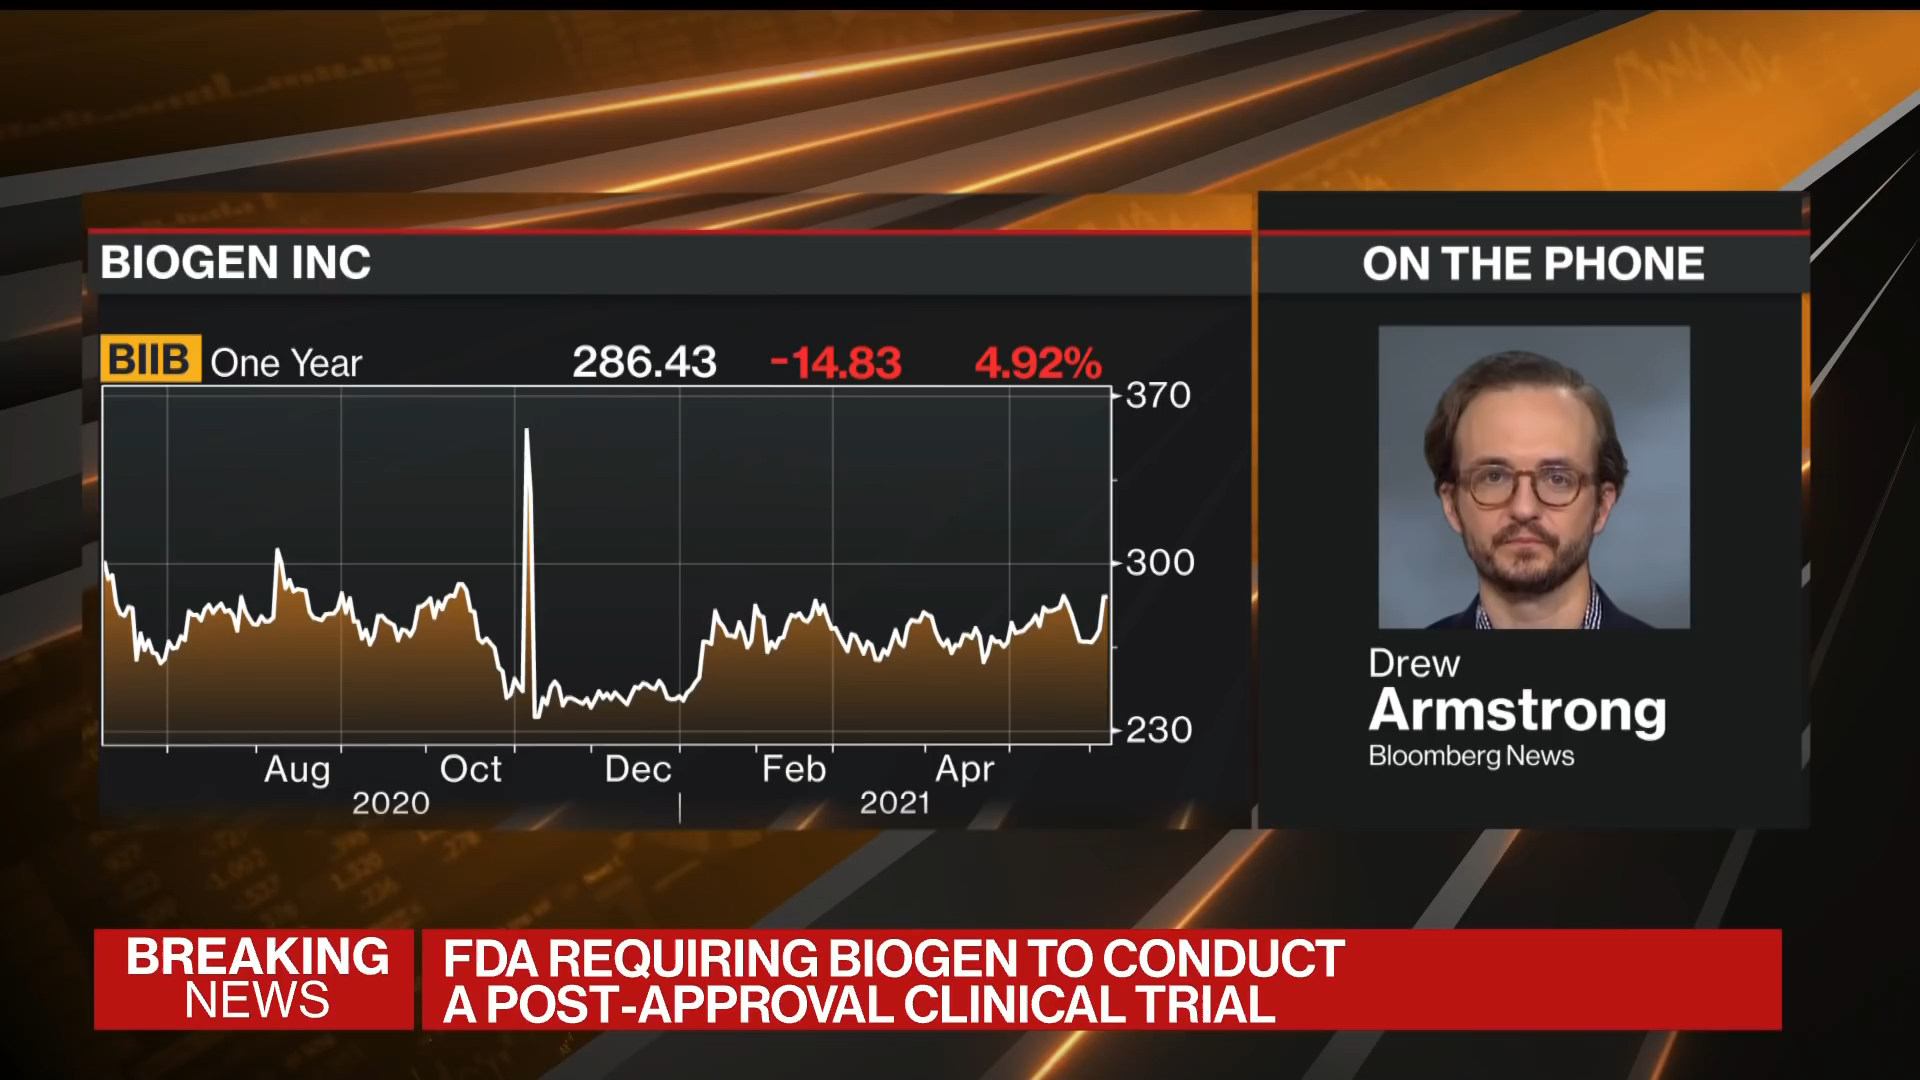 BIOGEN INC
BIIB One Year 286.43 -14.83 4.92%
370
300
230
Aug Oct Dec Feb Apr
2020 2021
ON THE PHONE
Drew
Armstrong
Bloomberg News
BREAKING
NEWS
FDA REQUIRING BIOGEN TO CONDUCT
A POST-APPROVAL CLINICAL TRIAL